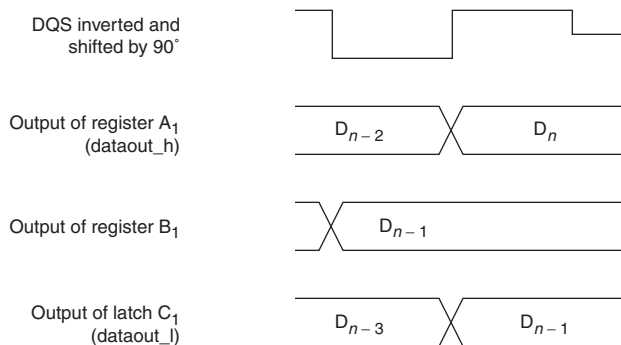 DQS inverted and
shifted by 90°
Output of register A1
(dataout_h)
Dn − 2
Dn
Output of register B1
Dn − 1
Output of latch C1
(dataout_l)
Dn − 3
Dn − 1